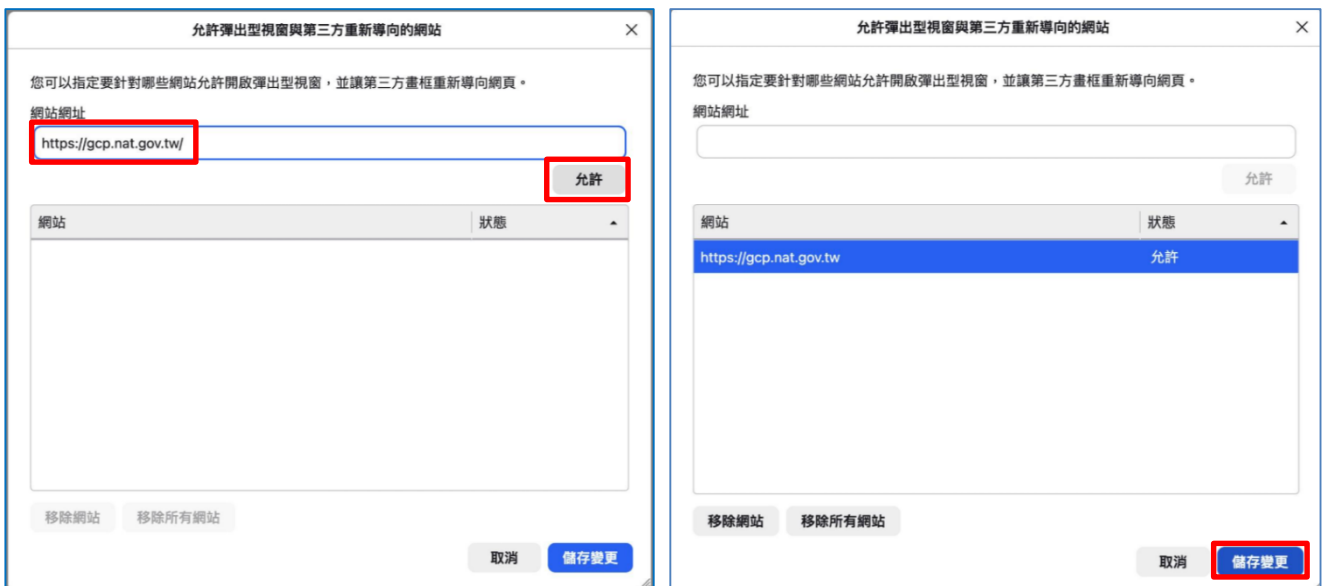 允許彈出型視窗與第三方重新導向的網站
您可以指定要針對哪些網站允許開啟彈出型視窗，並讓第三方畫框重新導向網頁。
網站網址
https://gcp.nat.gov.tw/
允許
網站 狀態
移除網站 移除所有網站
取消 儲存變更
允許彈出型視窗與第三方重新導向的網站
您可以指定要針對哪些網站允許開啟彈出型視窗，並讓第三方畫框重新導向網頁。
網站網址
允許
網站 狀態
https://gcp.nat.gov.tw 允許
移除網站 移除所有網站
取消 儲存變更